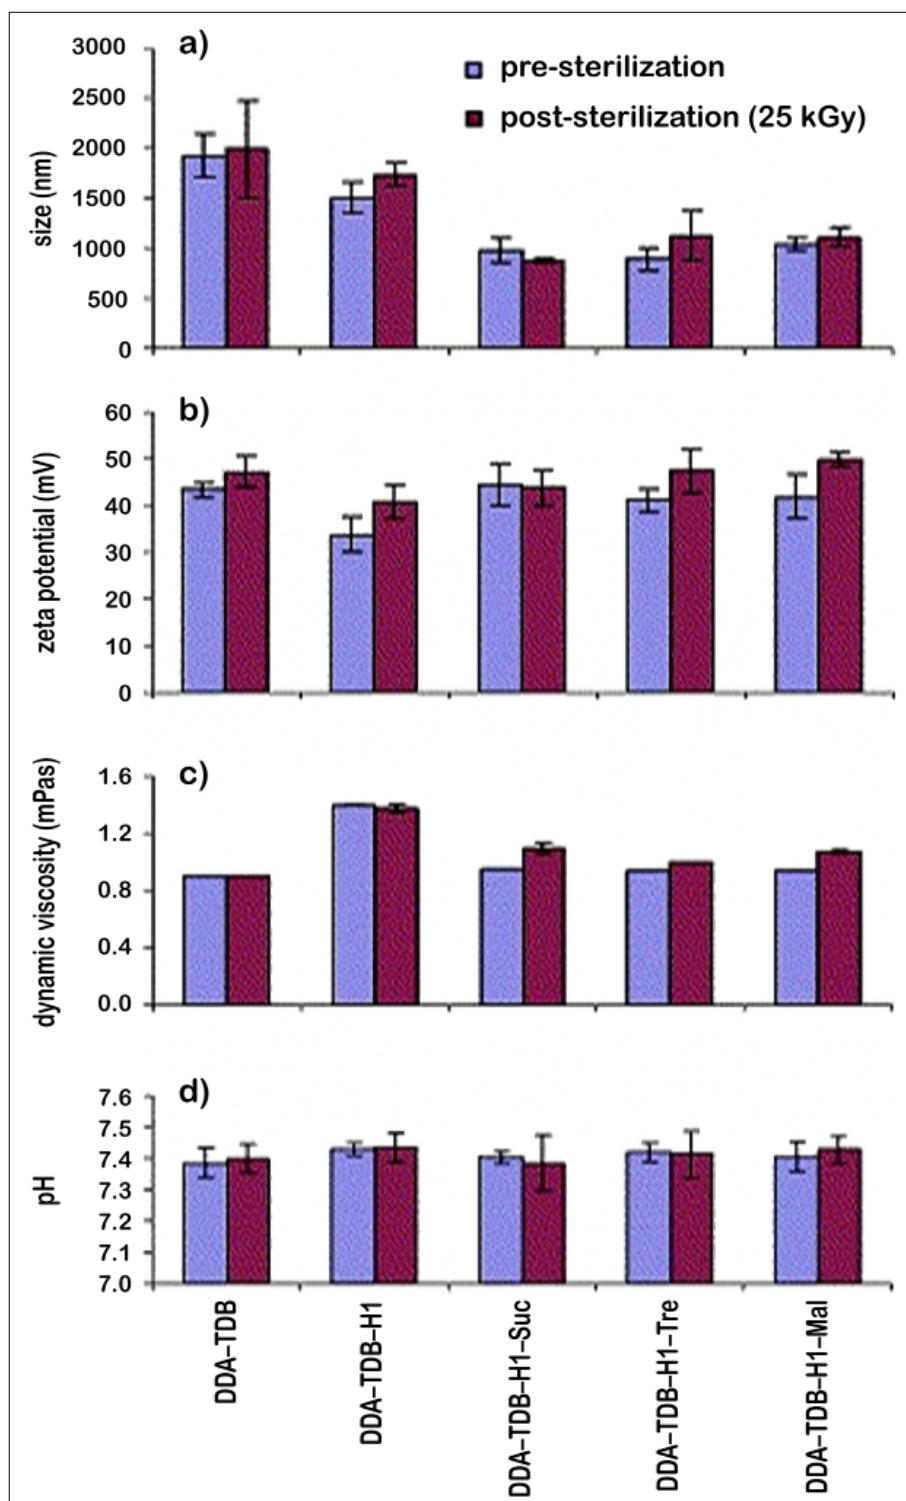 a)
pre-sterilization
post-sterilization (25 kGy)
size (nm)
3000
2500
2000
1500
1000
500
0
b)
zeta potential (mV)
60
50
40
30
20
10
0
c)
dynamic viscosity (mPas)
1.6
1.2
0.8
0.4
0.0
d)
pH
7.6
7.5
7.4
7.3
7.2
7.1
7.0
DDA–TDB
DDA–TDB–H1
DDA–TDB–H1–Suc
DDA–TDB–H1–Tre
DDA–TDB–H1–Mal